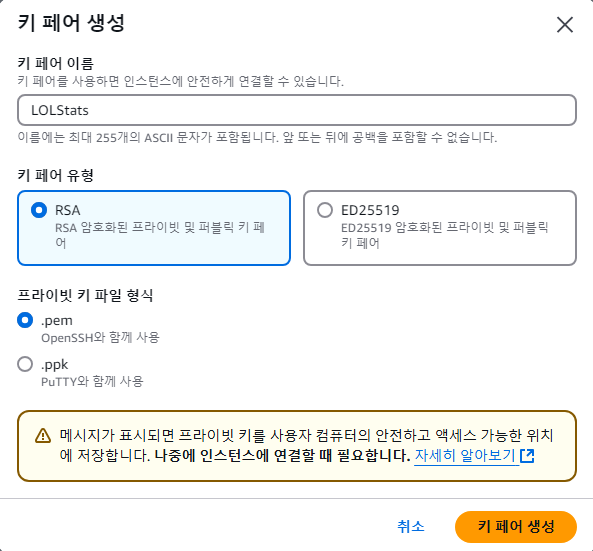 키 페어 생성
키 페어 이름
키 페어를 사용하면 인스턴스에 안전하게 연결할 수 있습니다.
LOLStats
이름에는 최대 255개의 ASCII 문자가 포함됩니다. 앞 또는 뒤에 공백을 포함할 수 없습니다.
키 페어 유형
RSA
RSA 암호화된 프라이빗 및 퍼블릭 키 페
어
ED25519
ED25519 암호화된 프라이빗 및 퍼블릭
키 페어
프라이빗 키 파일 형식
.pem
OpenSSH와 함께 사용
.ppk
PuTTY와 함께 사용
메시지가 표시되면 프라이빗 키를 사용자 컴퓨터의 안전하고 액세스 가능한 위치
에 저장합니다. 나중에 인스턴스에 연결할 때 필요합니다. 자세히 알아보기
취소
키 페어 생성